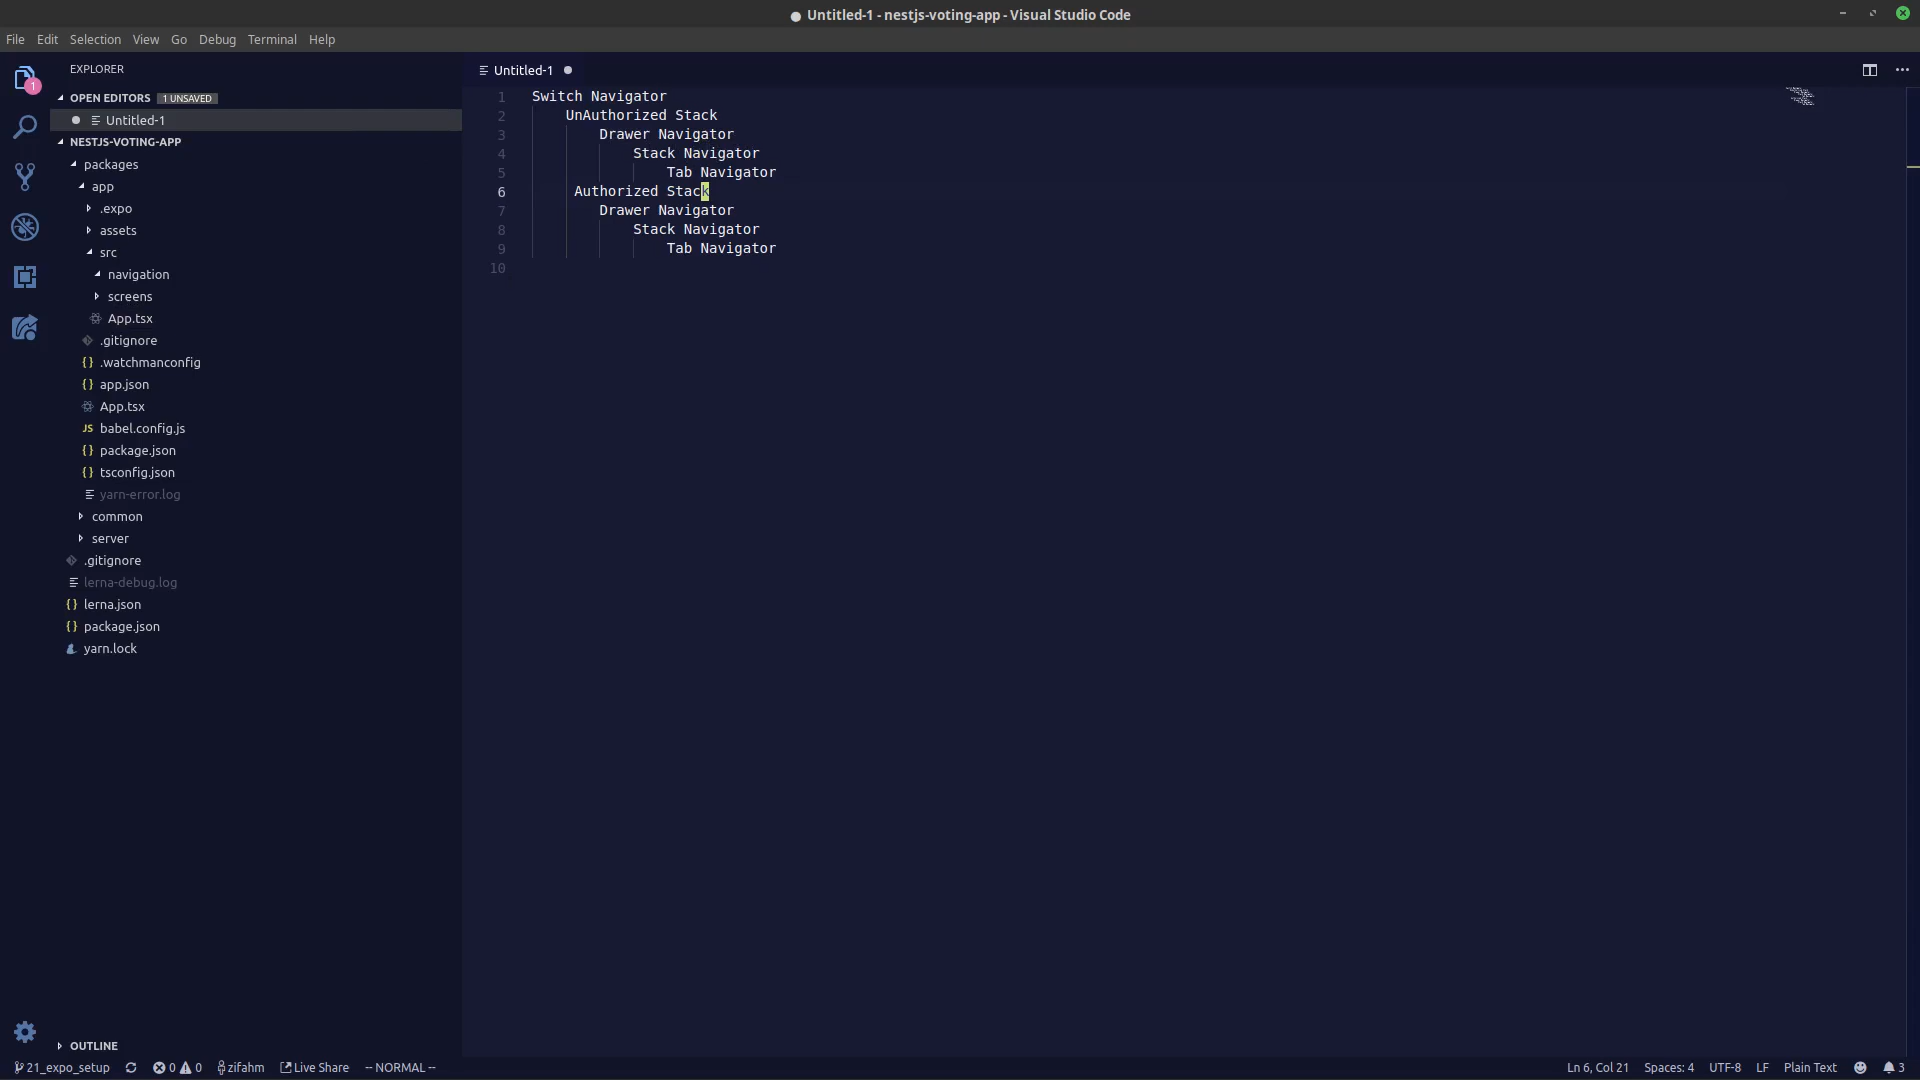 Untitled-1 - nestjs-voting-app - Visual Studio Code
File Edit Selection View Go Debug Terminal Help
EXPLORER
OPEN EDITORS 1 UNSAVED
Untitled-1
NESTJS-VOTING-APP
packages
app
.expo
assets
src
navigation
screens
App.tsx
.gitignore
.watchmanconfig
app.json
App.tsx
JS babel.config.js
package.json
tsconfig.json
yarn-error.log
common
server
.gitignore
lerna-debug.log
lerna.json
package.json
yarn.lock
OUTLINE
1
Untitled-1
1 Switch Navigator
2 UnAuthorized Stack
3 Drawer Navigator
4 Stack Navigator
5 Tab Navigator
6 Authorized Stack
7 Drawer Navigator
8 Stack Navigator
9 Tab Navigator
10
21_expo_setup 0 0 zifahm Live Share -- NORMAL -- Ln 6, Col 21 Spaces: 4 UTF-8 LF Plain Text 3